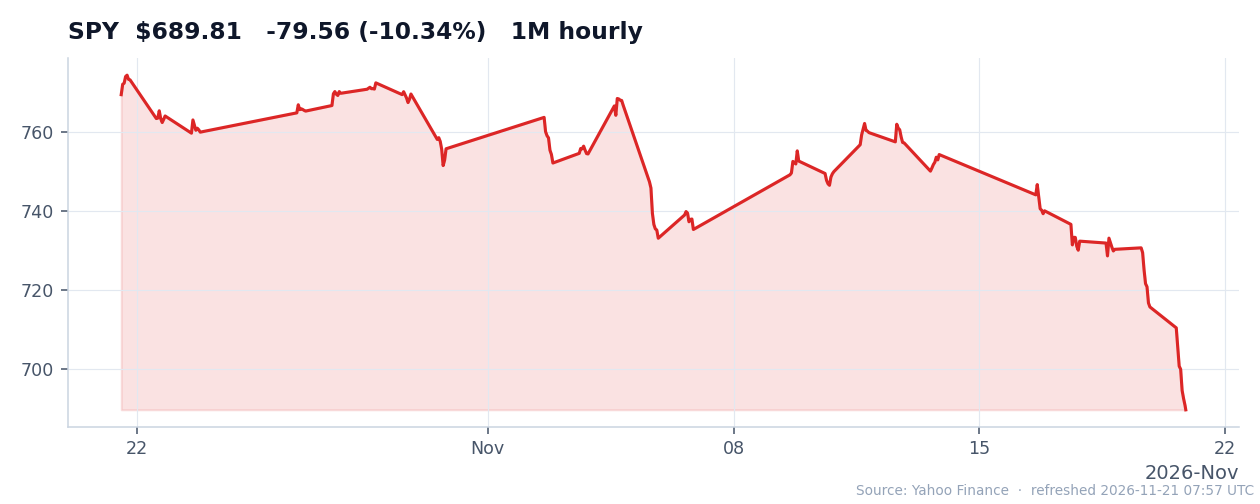 SPY  $689.81   -79.56 (-10.34%)   1M hourly
760
740
720
700
22
Nov
08
15
22
2026-Nov
Source: Yahoo Finance · refreshed 2026-11-21 07:57 UTC